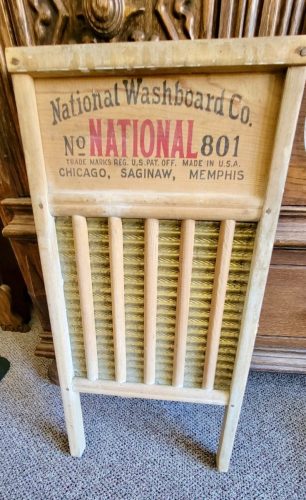 National Washboard Co.
No NATIONAL 801
TRADE MARKS REG. U.S. PAT. OFF. MADE IN U.S.A.
CHICAGO, SAGINAW, MEMPHIS